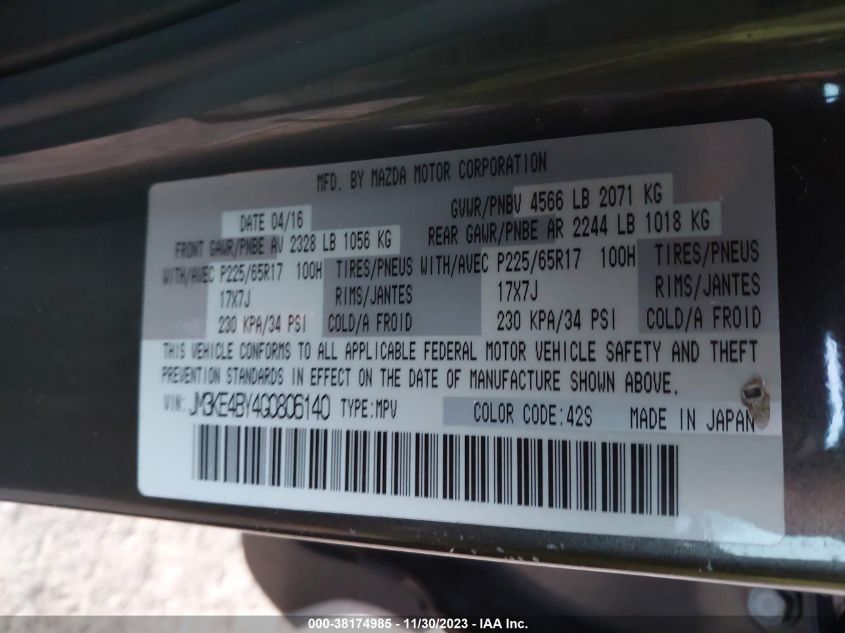 MFD. BY MAZDA MOTOR CORPORATION
DATE 04/16 GVWR/PNBV 4566 LB 2071 KG
FRONT GAWR/PNBE AV 2328 LB 1056 KG REAR GAWR/PNBE AR 2244 LB 1018 KG
WITH/AVEC P225/65R17 100H TIRES/PNEUS WITH/AVEC P225/65R17 100H TIRES/PNEUS
17X7J RIMS/JANTES 17X7J RIMS/JANTES
230 KPA/34 PSI COLD/A FROID 230 KPA/34 PSI COLD/A FROID
THIS VEHICLE CONFORMS TO ALL APPLICABLE FEDERAL MOTOR VEHICLE SAFETY AND THEFT
PREVENTION STANDARDS IN EFFECT ON THE DATE OF MANUFACTURE SHOWN ABOVE.
VIN: JM3KE4BY4G0806140 TYPE:MPV COLOR CODE:42S MADE IN JAPAN
000-38174985 - 11/30/2023 - IAA Inc.